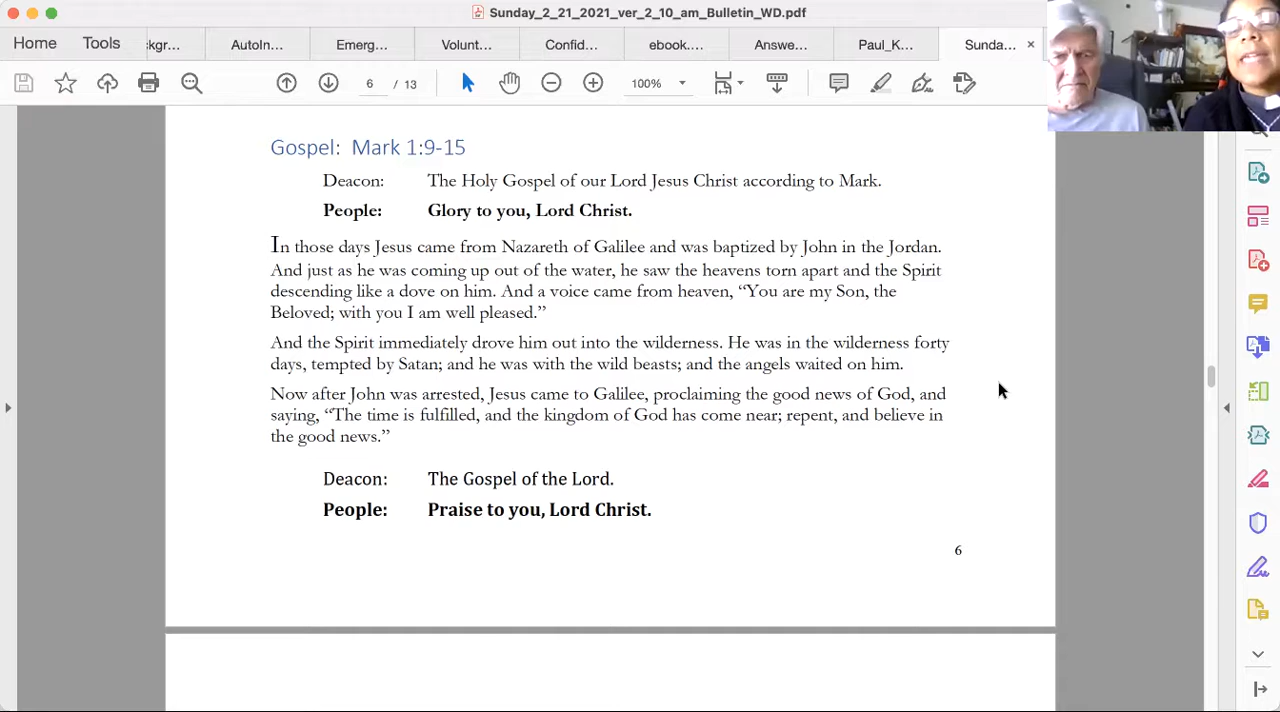 Sunday_2_21_2021_ver_2_10_am_Bulletin_WD.pdf
Home Tools kgr... AutoIn... Emerg... Volunt... Confid... ebook.... Answe... Paul_K... Sunda... ×
6 / 13 100%
Gospel: Mark 1:9-15
Deacon: The Holy Gospel of our Lord Jesus Christ according to Mark.
People: Glory to you, Lord Christ.
In those days Jesus came from Nazareth of Galilee and was baptized by John in the Jordan.
And just as he was coming up out of the water, he saw the heavens torn apart and the Spirit
descending like a dove on him. And a voice came from heaven, “You are my Son, the
Beloved; with you I am well pleased.”
And the Spirit immediately drove him out into the wilderness. He was in the wilderness forty
days, tempted by Satan; and he was with the wild beasts; and the angels waited on him.
Now after John was arrested, Jesus came to Galilee, proclaiming the good news of God, and
saying, “The time is fulfilled, and the kingdom of God has come near; repent, and believe in
the good news.”
Deacon: The Gospel of the Lord.
People: Praise to you, Lord Christ.
6